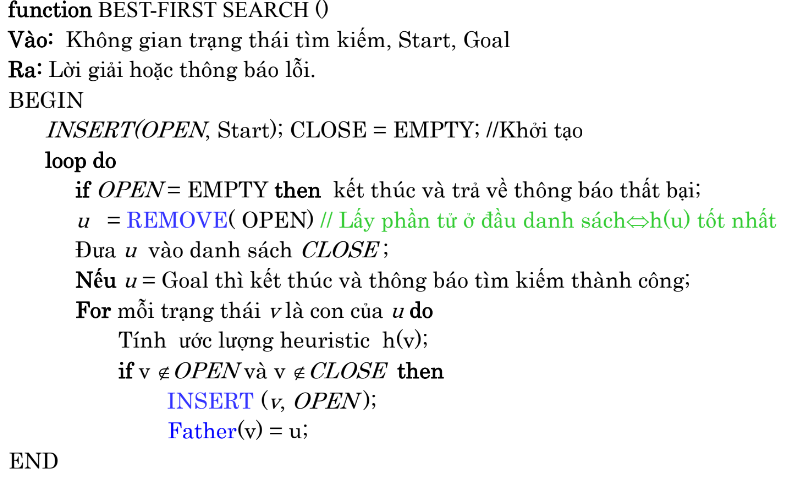 function BEST-FIRST SEARCH ()
Vào: Không gian trạng thái tìm kiếm, Start, Goal
Ra: Lời giải hoặc thông báo lỗi.
BEGIN
INSERT(OPEN, Start); CLOSE = EMPTY; //Khởi tạo
loop do
if OPEN = EMPTY then kết thúc và trả về thông báo thất bại;
u = REMOVE( OPEN) // Lấy phần tử ở đầu danh sách⇔h(u) tốt nhất
Đưa u vào danh sách CLOSE ;
Nếu u = Goal thì kết thúc và thông báo tìm kiếm thành công;
For mỗi trạng thái v là con của u do
Tính ước lượng heuristic h(v);
if v ∉ OPEN và v ∉ CLOSE then
INSERT (v, OPEN );
Father(v) = u;
END